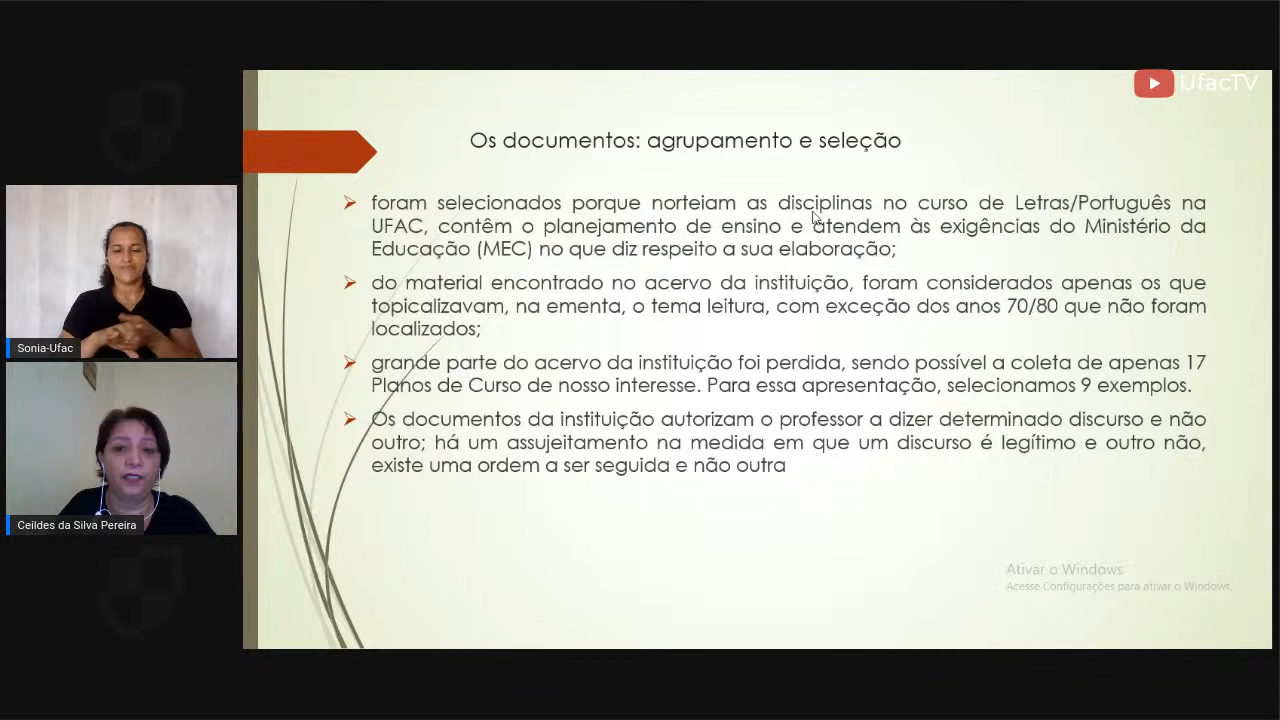 UfacTV
Os documentos: agrupamento e seleção
foram selecionados porque norteiam as disciplinas no curso de Letras/Português na
UFAC, contêm o planejamento de ensino e atendem às exigências do Ministério da
Educação (MEC) no que diz respeito a sua elaboração;
do material encontrado no acervo da instituição, foram considerados apenas os que
topicalizavam, na ementa, o tema leitura, com exceção dos anos 70/80 que não foram
localizados;
grande parte do acervo da instituição foi perdida, sendo possível a coleta de apenas 17
Planos de Curso de nosso interesse. Para essa apresentação, selecionamos 9 exemplos.
Os documentos da instituição autorizam o professor a dizer determinado discurso e não
outro; há um assujeitamento na medida em que um discurso é legítimo e outro não,
existe uma ordem a ser seguida e não outra
Sonia-Ufac
Ceildes da Silva Pereira
Ativar o Windows
Acesse Configurações para ativar o Windows.